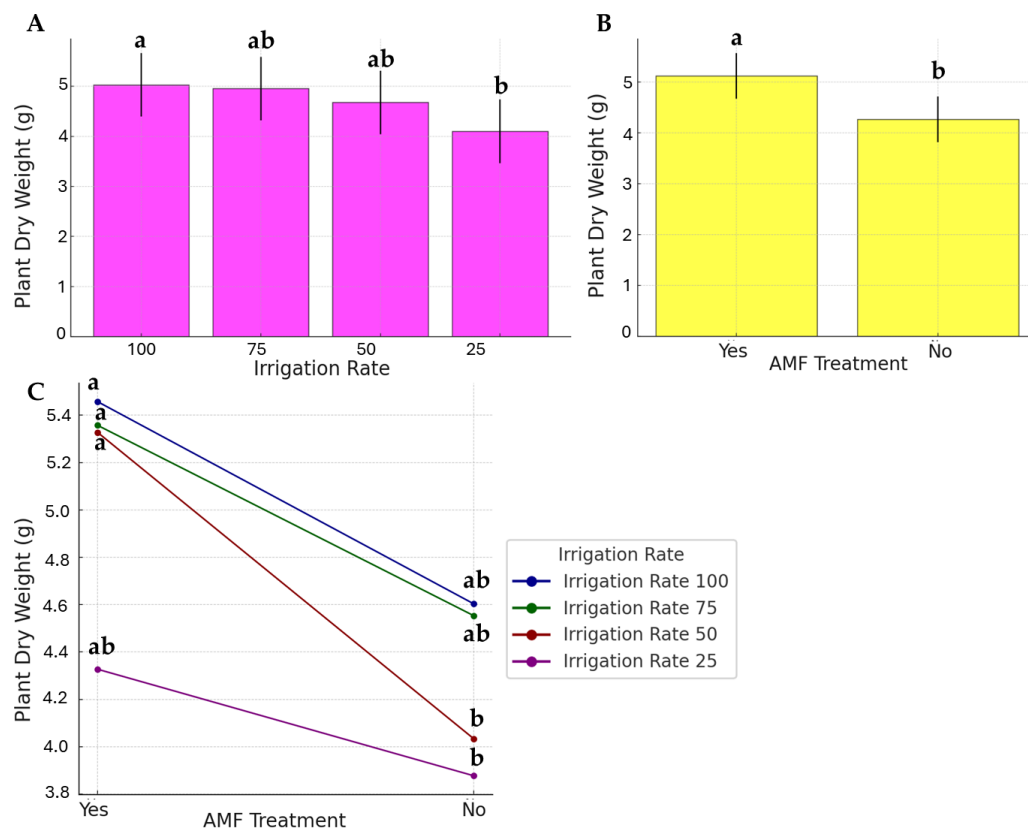 A
a
ab
ab
b
Plant Dry Weight (g)
5
4
3
2
1
0
100
75
50
25
Irrigation Rate
B
a
b
Plant Dry Weight (g)
5
4
3
2
1
0
Yes
No
AMF Treatment
C
a
a
a
ab
ab
ab
b
b
Plant Dry Weight (g)
5.4
5.2
5.0
4.8
4.6
4.4
4.2
4.0
3.8
Yes
No
AMF Treatment
Irrigation Rate
Irrigation Rate 100
Irrigation Rate 75
Irrigation Rate 50
Irrigation Rate 25